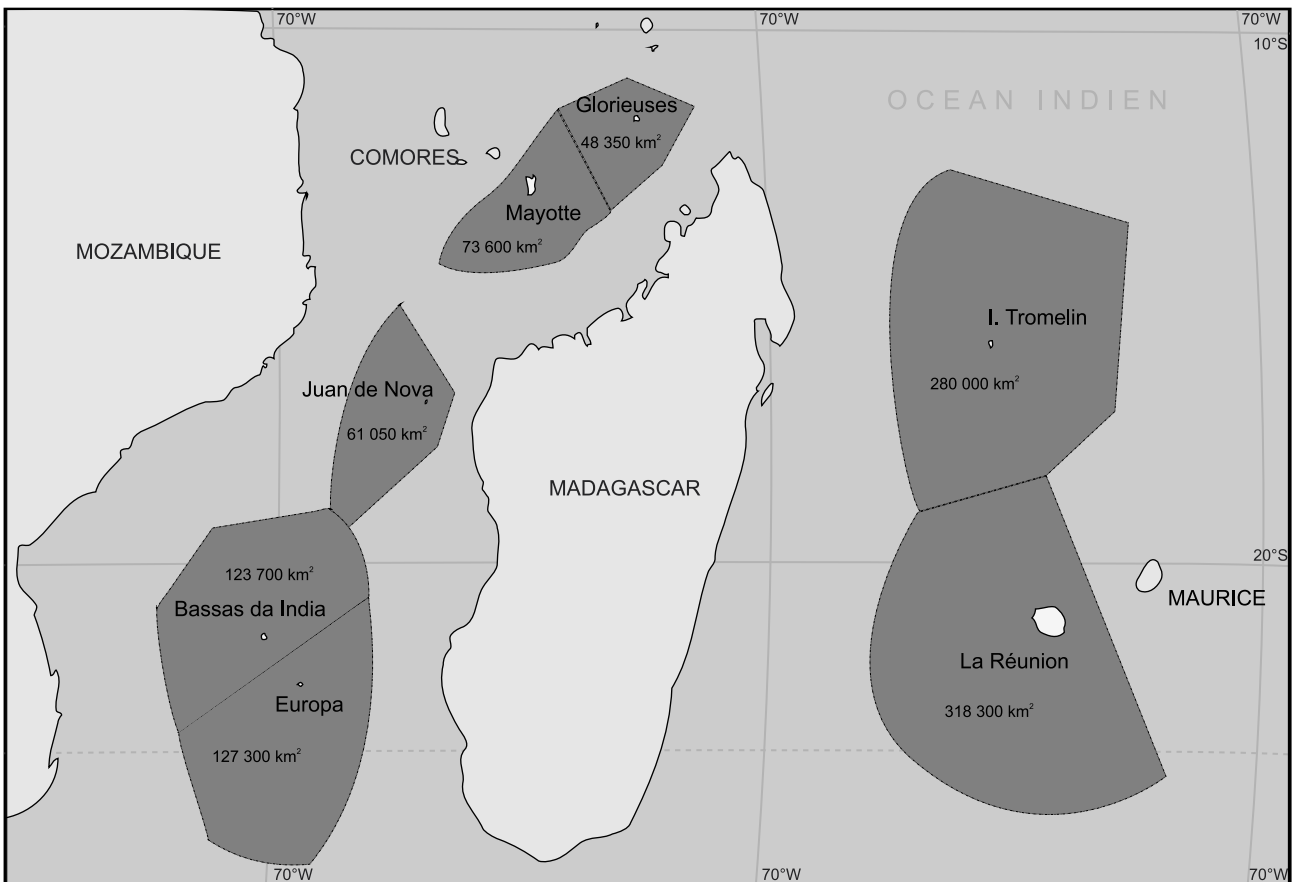 70°W
70°W
70°W
10°S
OCEAN INDIEN
Glorieuses
48 350 km²
COMORES
Mayotte
73 600 km²
MOZAMBIQUE
I. Tromelin
280 000 km²
Juan de Nova
61 050 km²
MADAGASCAR
20°S
123 700 km²
Bassas da India
MAURICE
La Réunion
318 300 km²
Europa
127 300 km²
70°W
70°W
70°W